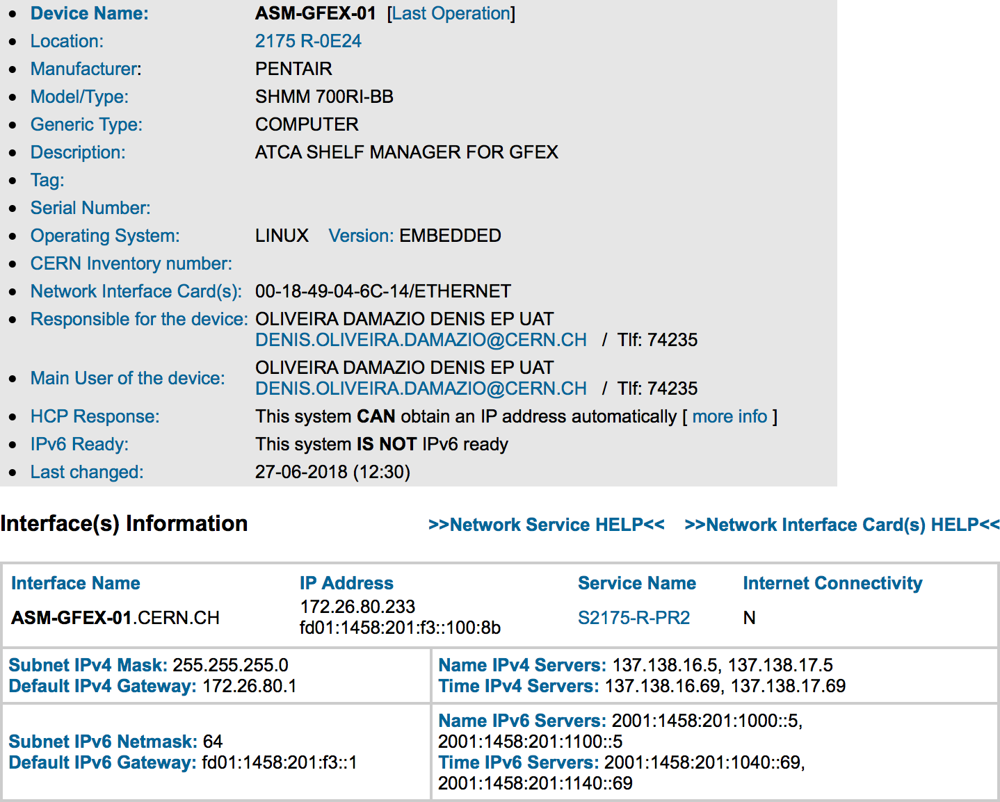 Device Name: ASM-GFEX-01 [Last Operation]
Location: 2175 R-0E24
Manufacturer: PENTAIR
Model/Type: SHMM 700RI-BB
Generic Type: COMPUTER
Description: ATCA SHELF MANAGER FOR GFEX
Tag:
Serial Number:
Operating System: LINUX Version: EMBEDDED
CERN Inventory number:
Network Interface Card(s): 00-18-49-04-6C-14/ETHERNET
Responsible for the device: OLIVEIRA DAMAZIO DENIS EP UAT
DENIS.OLIVEIRA.DAMAZIO@CERN.CH / Tlf: 74235
Main User of the device: OLIVEIRA DAMAZIO DENIS EP UAT
DENIS.OLIVEIRA.DAMAZIO@CERN.CH / Tlf: 74235
HCP Response: This system CAN obtain an IP address automatically [ more info ]
IPv6 Ready: This system IS NOT IPv6 ready
Last changed: 27-06-2018 (12:30)
Interface(s) Information >>Network Service HELP<< >>Network Interface Card(s) HELP<<
Interface Name IP Address Service Name Internet Connectivity
ASM-GFEX-01.CERN.CH 172.26.80.233 S2175-R-PR2 N
fd01:1458:201:f3::100:8b
Subnet IPv4 Mask: 255.255.255.0
Default IPv4 Gateway: 172.26.80.1
Name IPv4 Servers: 137.138.16.5, 137.138.17.5
Time IPv4 Servers: 137.138.16.69, 137.138.17.69
Subnet IPv6 Netmask: 64
Default IPv6 Gateway: fd01:1458:201:f3::1
Name IPv6 Servers: 2001:1458:201:1000::5,
2001:1458:201:1100::5
Time IPv6 Servers: 2001:1458:201:1040::69,
2001:1458:201:1140::69